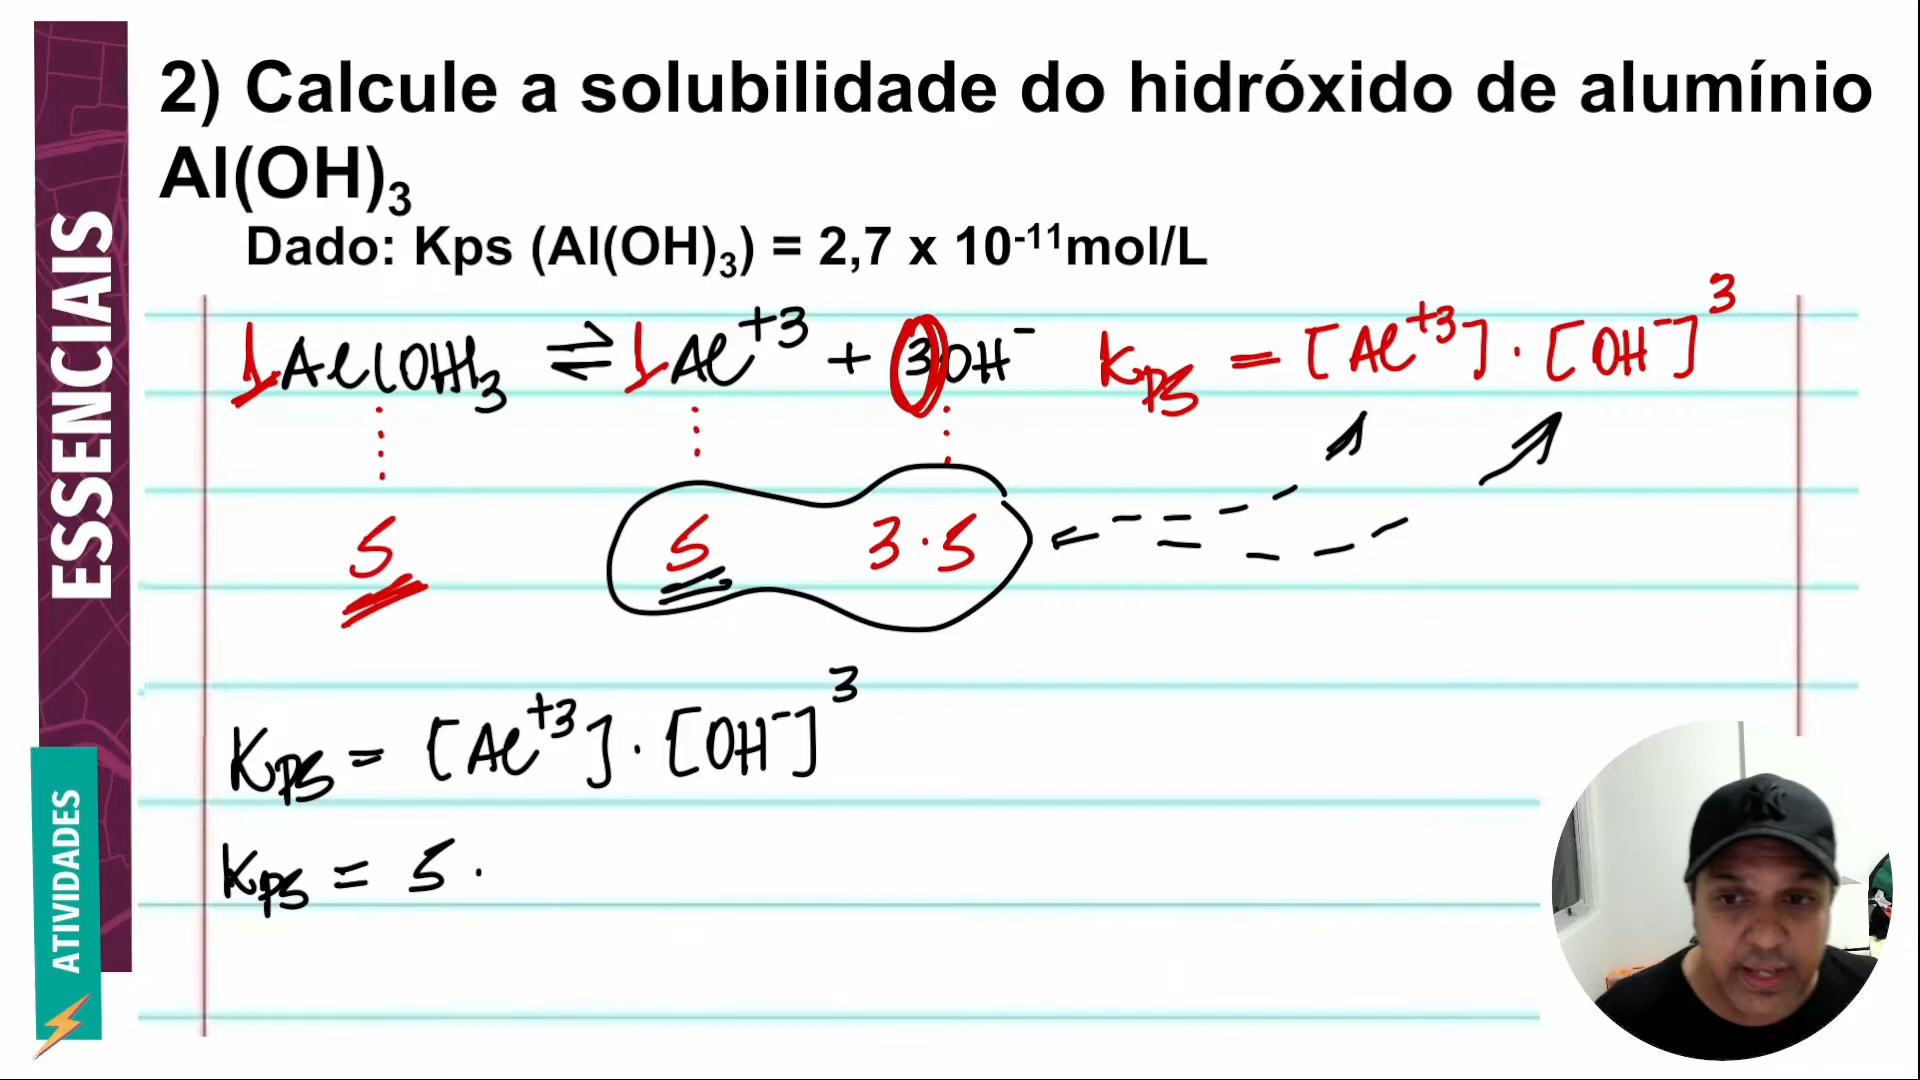 2) Calcule a solubilidade do hidróxido de alumínio
Al(OH)₃
Dado: Kps (Al(OH)₃) = 2,7 x 10⁻¹¹mol/L
1Al(OH)₃ ⇌ 1Al⁺³ + 3OH⁻ Kps = [Al⁺³] · [OH⁻]³
S S 3·S
Kps = [Al⁺³] · [OH⁻]³
Kps = S ·
ESSENCIAIS
ATIVIDADES